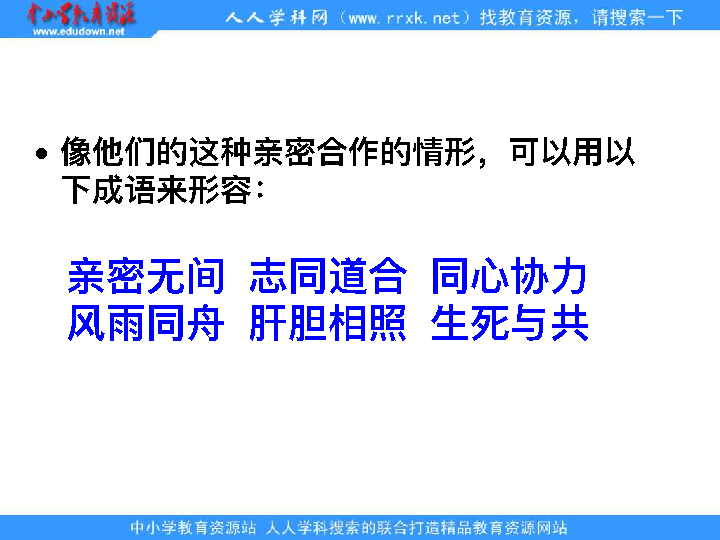 中小学教育资源
www.edudown.net
人人学科网（www.rrxk.net）找教育资源，请搜索一下
• 像他们的这种亲密合作的情形，可以用以
下成语来形容：
亲密无间 志同道合 同心协力
风雨同舟 肝胆相照 生死与共
中小学教育资源站 人人学科搜索的联合打造精品教育资源网站